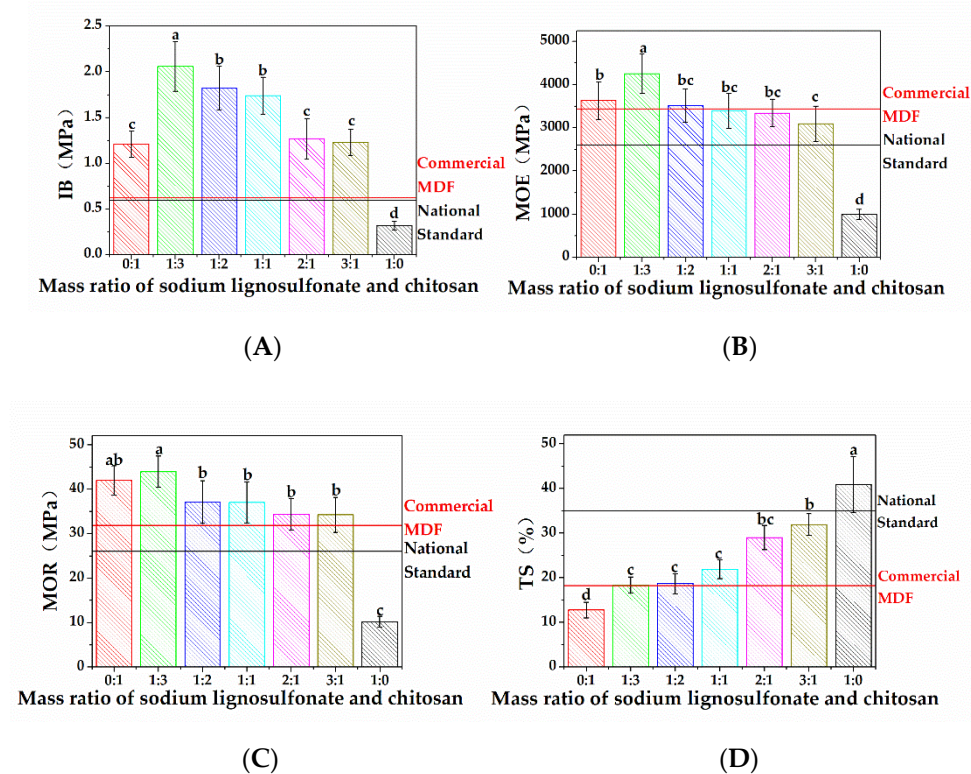 2.5
2.0
1.5
1.0
0.5
0.0
IB（MPa）
a
b
b
c
c
c
d
Commercial
MDF
National
Standard
0:1 1:3 1:2 1:1 2:1 3:1 1:0
Mass ratio of sodium lignosulfonate and chitosan
(A)
5000
4000
3000
2000
1000
0
MOE（MPa）
b
a
bc
bc
bc
c
d
Commercial
MDF
National
Standard
0:1 1:3 1:2 1:1 2:1 3:1 1:0
Mass ratio of sodium lignosulfonate and chitosan
(B)
50
40
30
20
10
0
MOR（MPa）
ab
a
b
b
b
b
c
Commercial
MDF
National
Standard
0:1 1:3 1:2 1:1 2:1 3:1 1:0
Mass ratio of sodium lignosulfonate and chitosan
(C)
50
40
30
20
10
0
TS（%）
d
c
c
c
bc
b
a
National
Standard
Commercial
MDF
0:1 1:3 1:2 1:1 2:1 3:1 1:0
Mass ratio of sodium lignosulfonate and chitosan
(D)